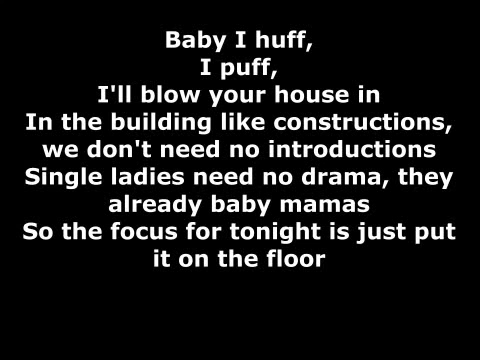 Baby I huff,
I puff,
I'll blow your house in
In the building like constructions,
we don't need no introductions
Single ladies need no drama, they
already baby mamas
So the focus for tonight is just put
it on the floor